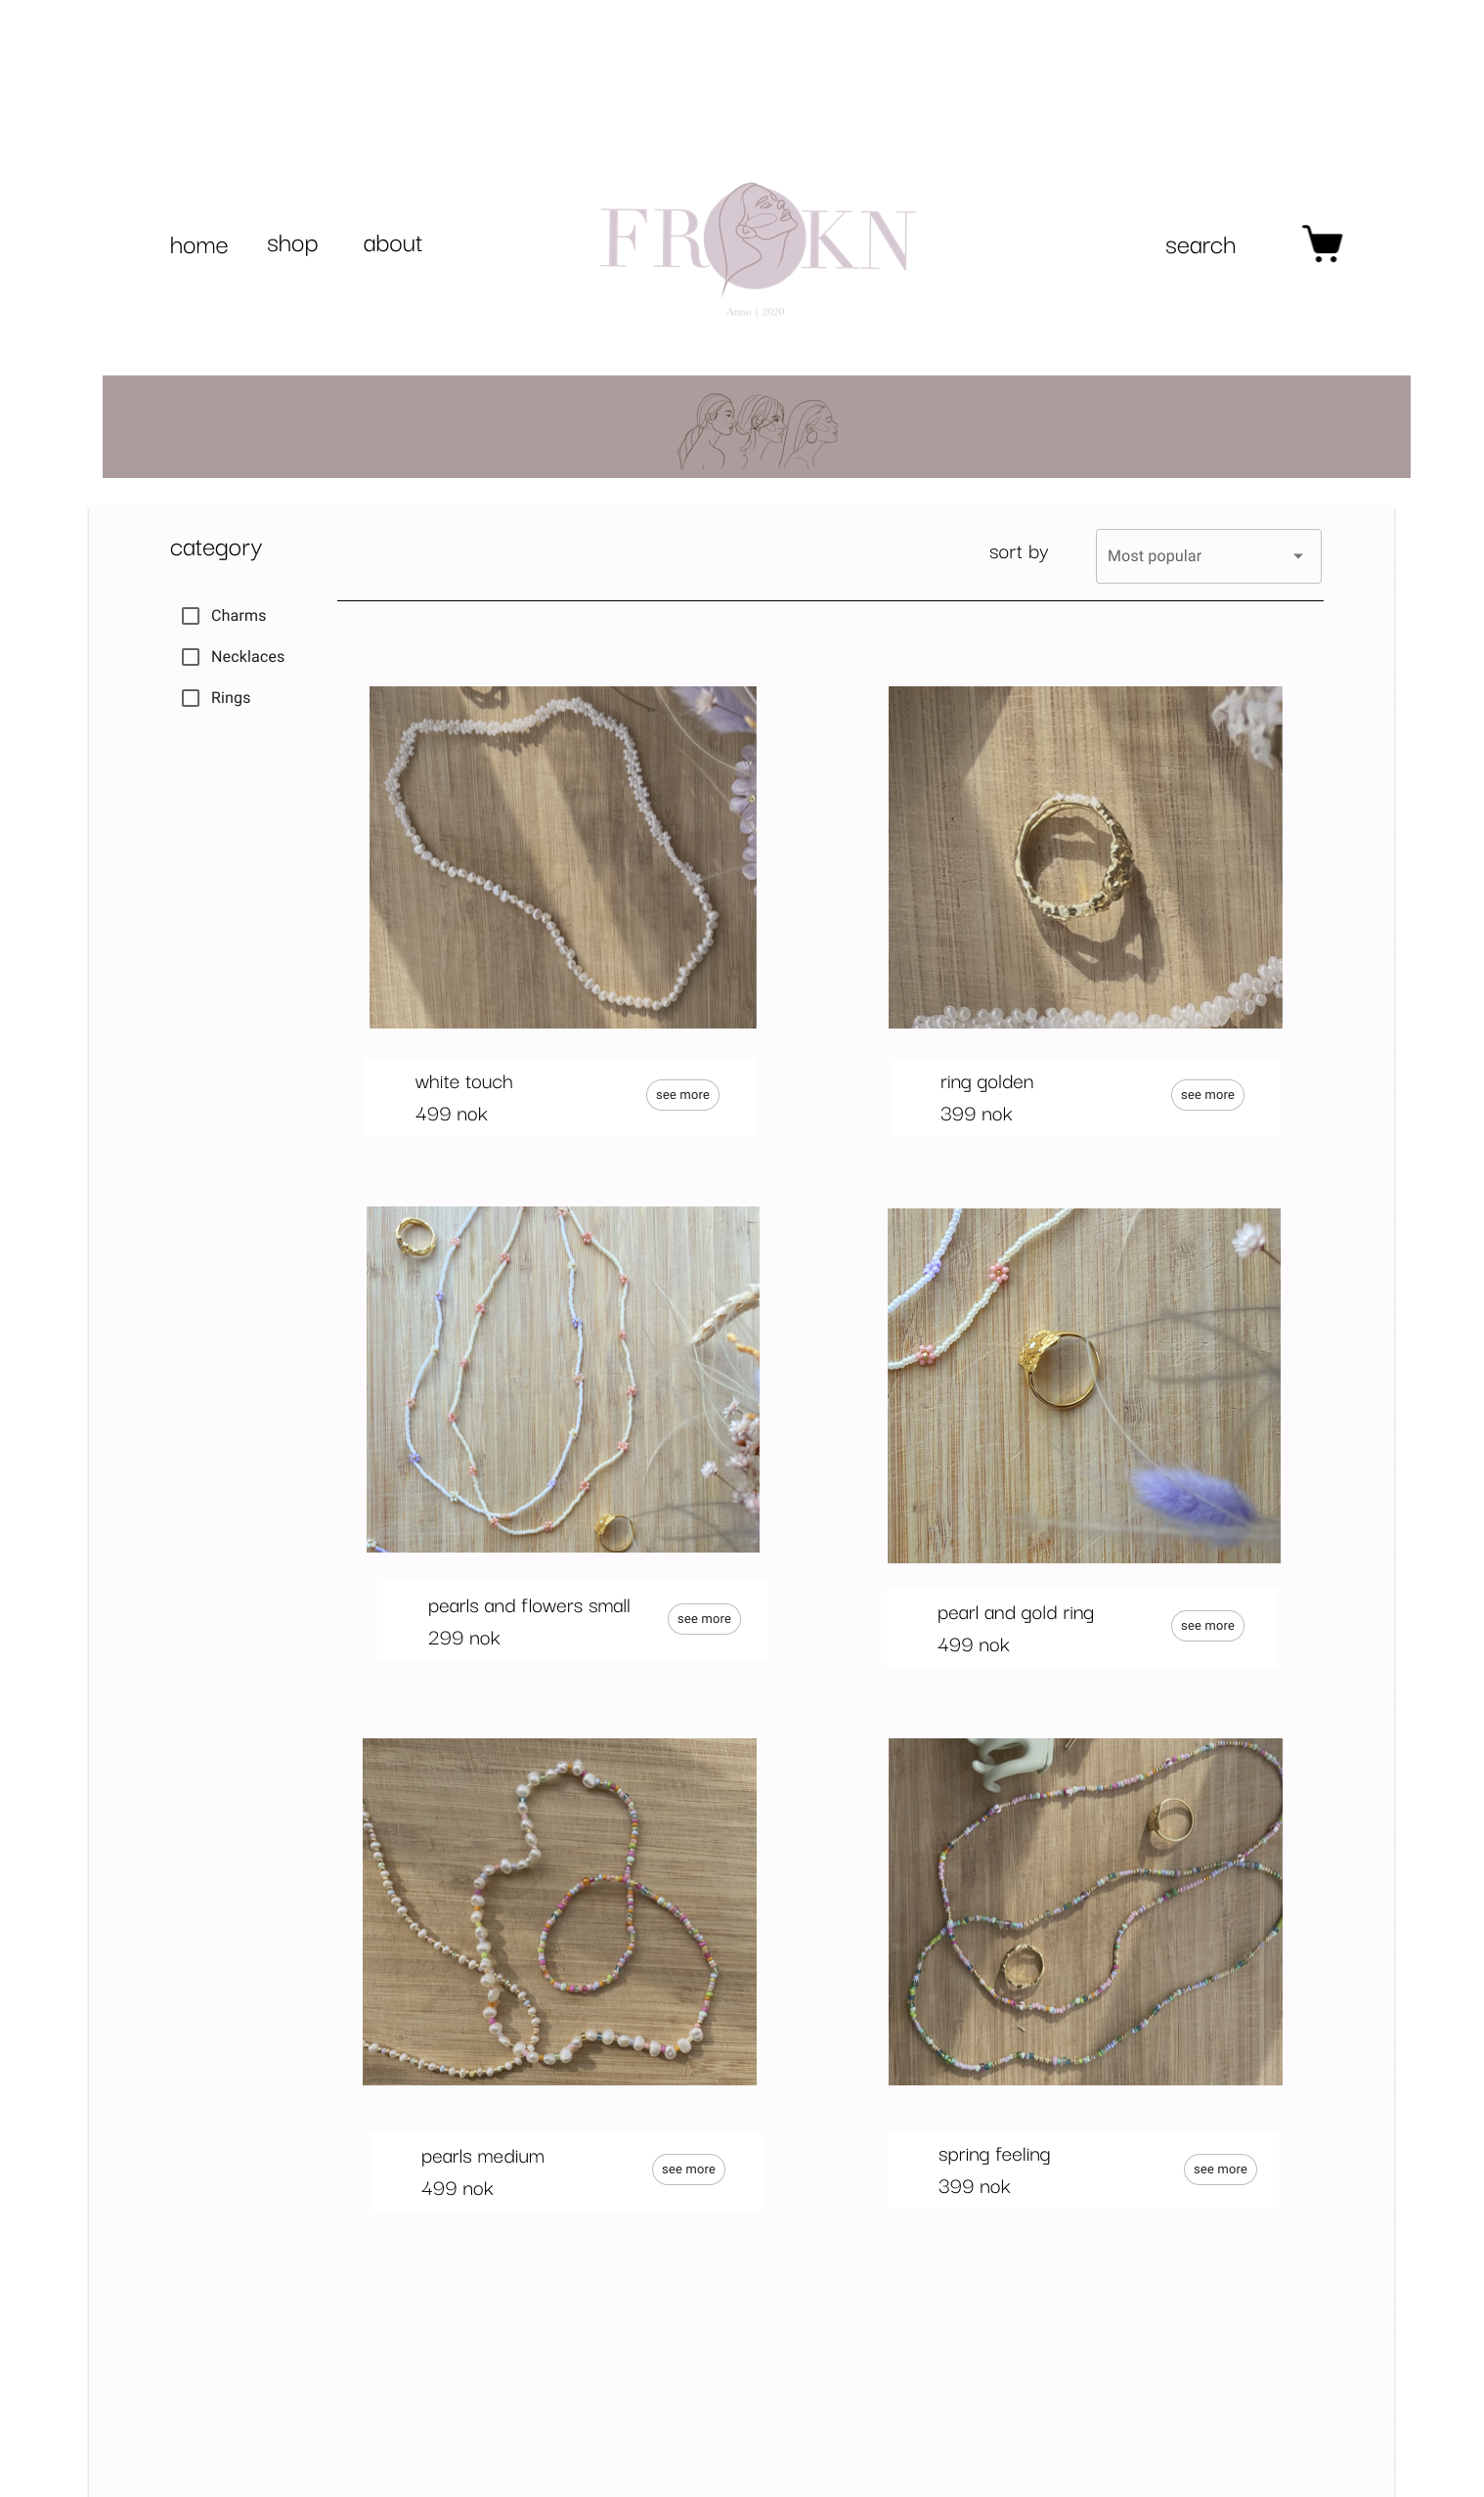 home shop about
FR KN
Anno | 2020
search
category
sort by
Most popular
Charms
Necklaces
Rings
white touch
499 nok
see more
ring golden
399 nok
see more
pearls and flowers small
299 nok
see more
pearl and gold ring
499 nok
see more
pearls medium
499 nok
see more
spring feeling
399 nok
see more